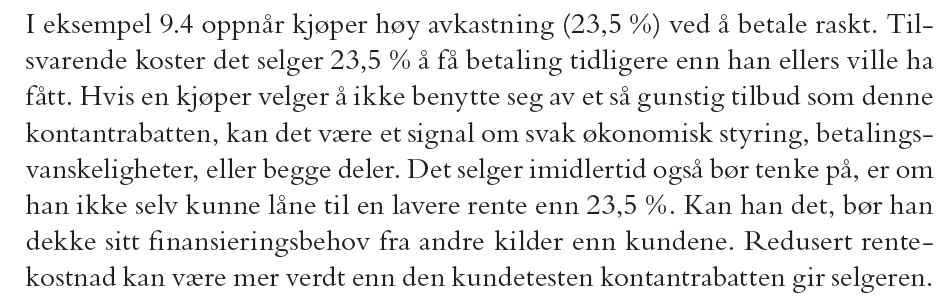 I eksempel 9.4 oppnår kjøper høy avkastning (23,5 %) ved å betale raskt. Til-
svarende koster det selger 23,5 % å få betaling tidligere enn han ellers ville ha
fått. Hvis en kjøper velger å ikke benytte seg av et så gunstig tilbud som denne
kontantrabatten, kan det være et signal om svak økonomisk styring, betalings-
vanskeligheter, eller begge deler. Det selger imidlertid også bør tenke på, er om
han ikke selv kunne låne til en lavere rente enn 23,5 %. Kan han det, bør han
dekke sitt finansieringsbehov fra andre kilder enn kundene. Redusert rente-
kostnad kan være mer verdt enn den kundetesten kontantrabatten gir selgeren.